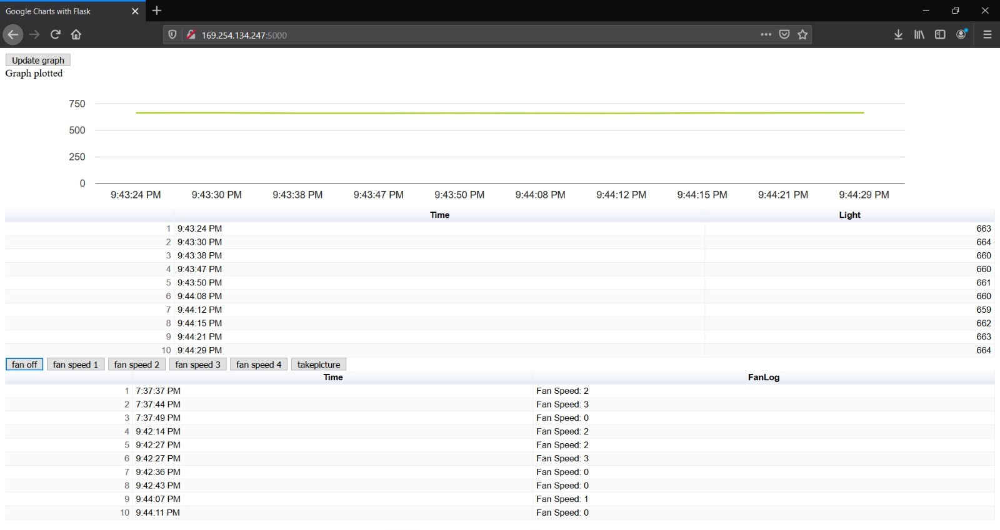 Google Charts with Flask
169.254.134.247:5000
Update graph
Graph plotted
750
500
250
0
9:43:24 PM 9:43:30 PM 9:43:38 PM 9:43:47 PM 9:43:50 PM 9:44:08 PM 9:44:12 PM 9:44:15 PM 9:44:21 PM 9:44:29 PM
Time Light
1 9:43:24 PM 663
2 9:43:30 PM 664
3 9:43:38 PM 660
4 9:43:47 PM 660
5 9:43:50 PM 661
6 9:44:08 PM 660
7 9:44:12 PM 659
8 9:44:15 PM 662
9 9:44:21 PM 663
10 9:44:29 PM 664
fan off fan speed 1 fan speed 2 fan speed 3 fan speed 4 takepicture
Time FanLog
1 7:37:37 PM Fan Speed: 2
2 7:37:44 PM Fan Speed: 3
3 7:37:49 PM Fan Speed: 0
4 9:42:14 PM Fan Speed: 2
5 9:42:27 PM Fan Speed: 2
6 9:42:27 PM Fan Speed: 3
7 9:42:36 PM Fan Speed: 0
8 9:42:43 PM Fan Speed: 0
9 9:44:07 PM Fan Speed: 1
10 9:44:11 PM Fan Speed: 0